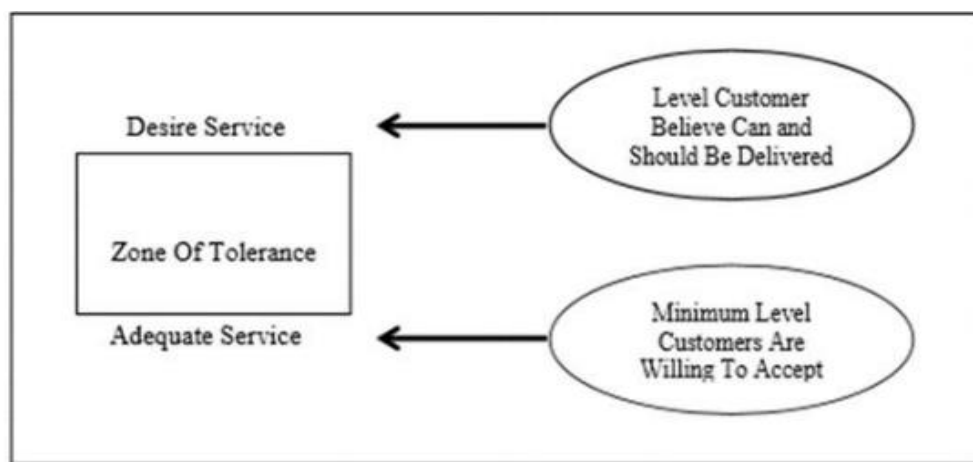 Level Customer
Believe Can and
Should Be Delivered
Desire Service
Zone Of Tolerance
Adequate Service
Minimum Level
Customers Are
Willing To Accept